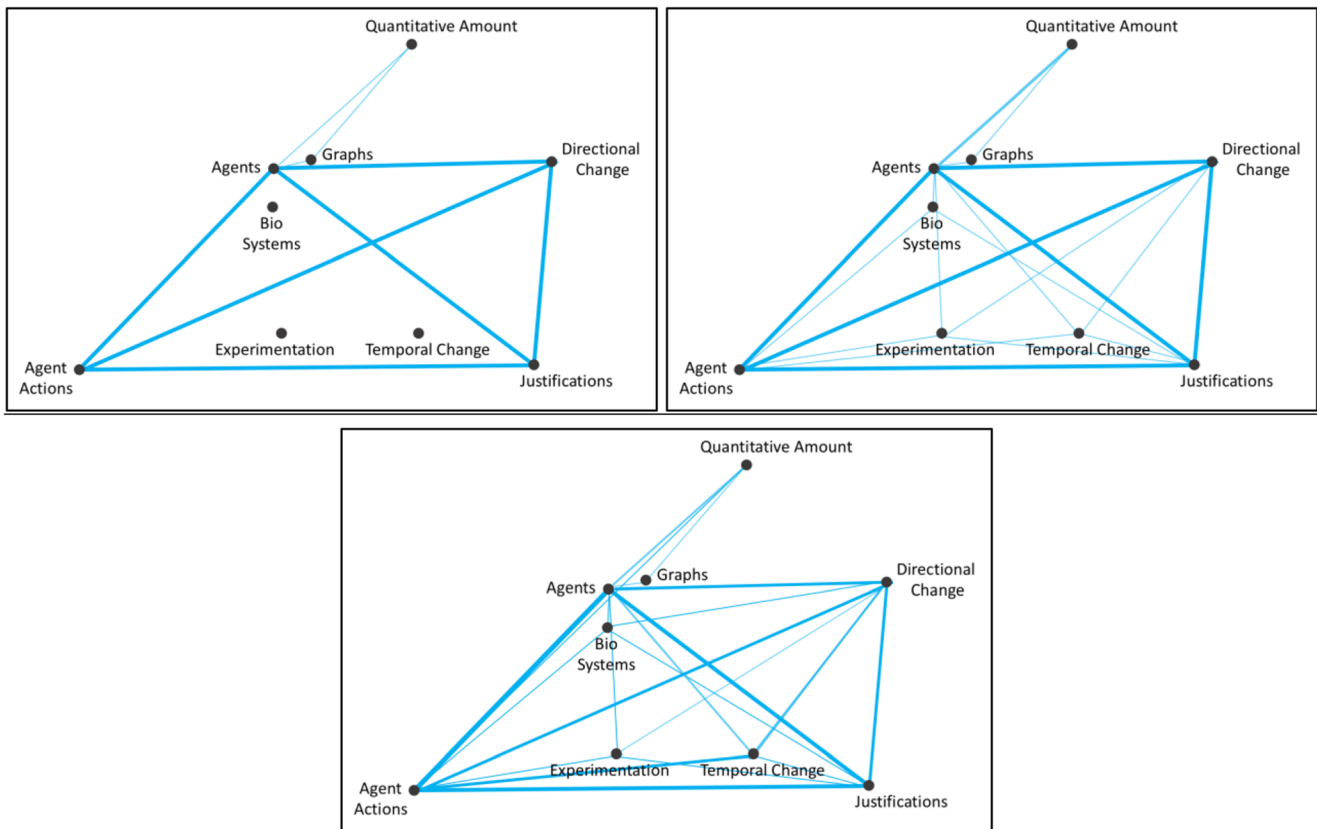 Quantitative Amount
Graphs
Agents
Directional
Change
Bio
Systems
Experimentation
Temporal Change
Agent
Actions
Justifications
Quantitative Amount
Graphs
Agents
Directional
Change
Bio
Systems
Experimentation
Temporal Change
Agent
Actions
Justifications
Quantitative Amount
Graphs
Agents
Directional
Change
Bio
Systems
Experimentation
Temporal Change
Agent
Actions
Justifications